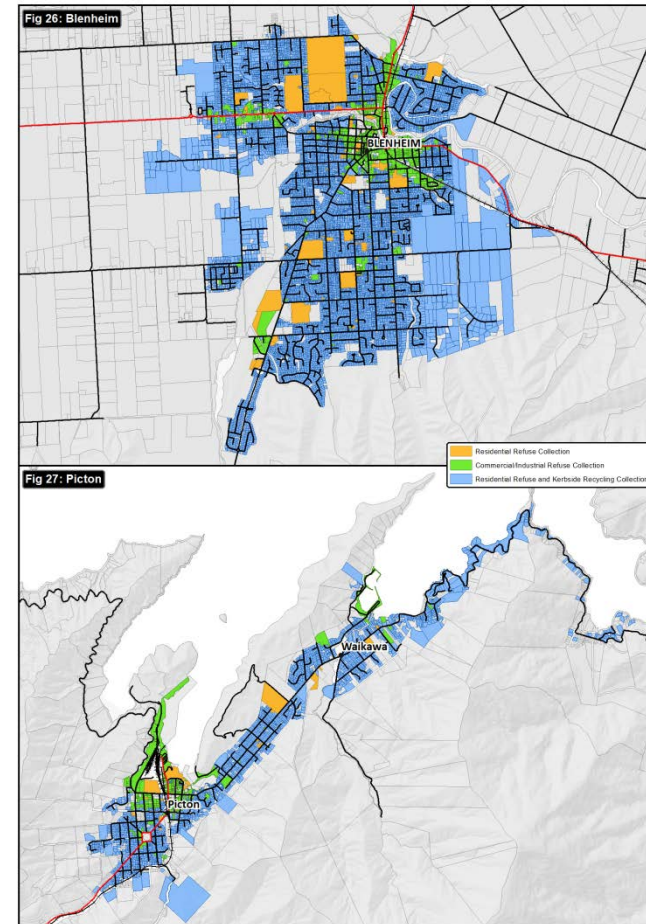 Fig 26: Blenheim
BLENHEIM
Residential Refuse Collection
Commercial/Industrial Refuse Collection
Residential Refuse and Kerbside Recycling Collection
Fig 27: Picton
Waikawa
Picton